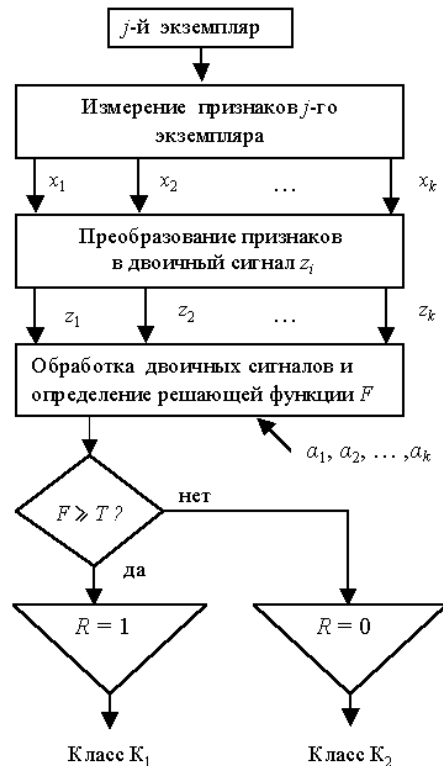 j-й экземпляр
Измерение признаков j-го
экземпляра
x₁ x₂ … xₖ
Преобразование признаков
в двоичный сигнал zᵢ
z₁ z₂ … zₖ
Обработка двоичных сигналов и
определение решающей функции F
a₁, a₂, … ,aₖ
F ≥ T ?
нет
да
R = 1 R = 0
Класс К₁ Класс К₂